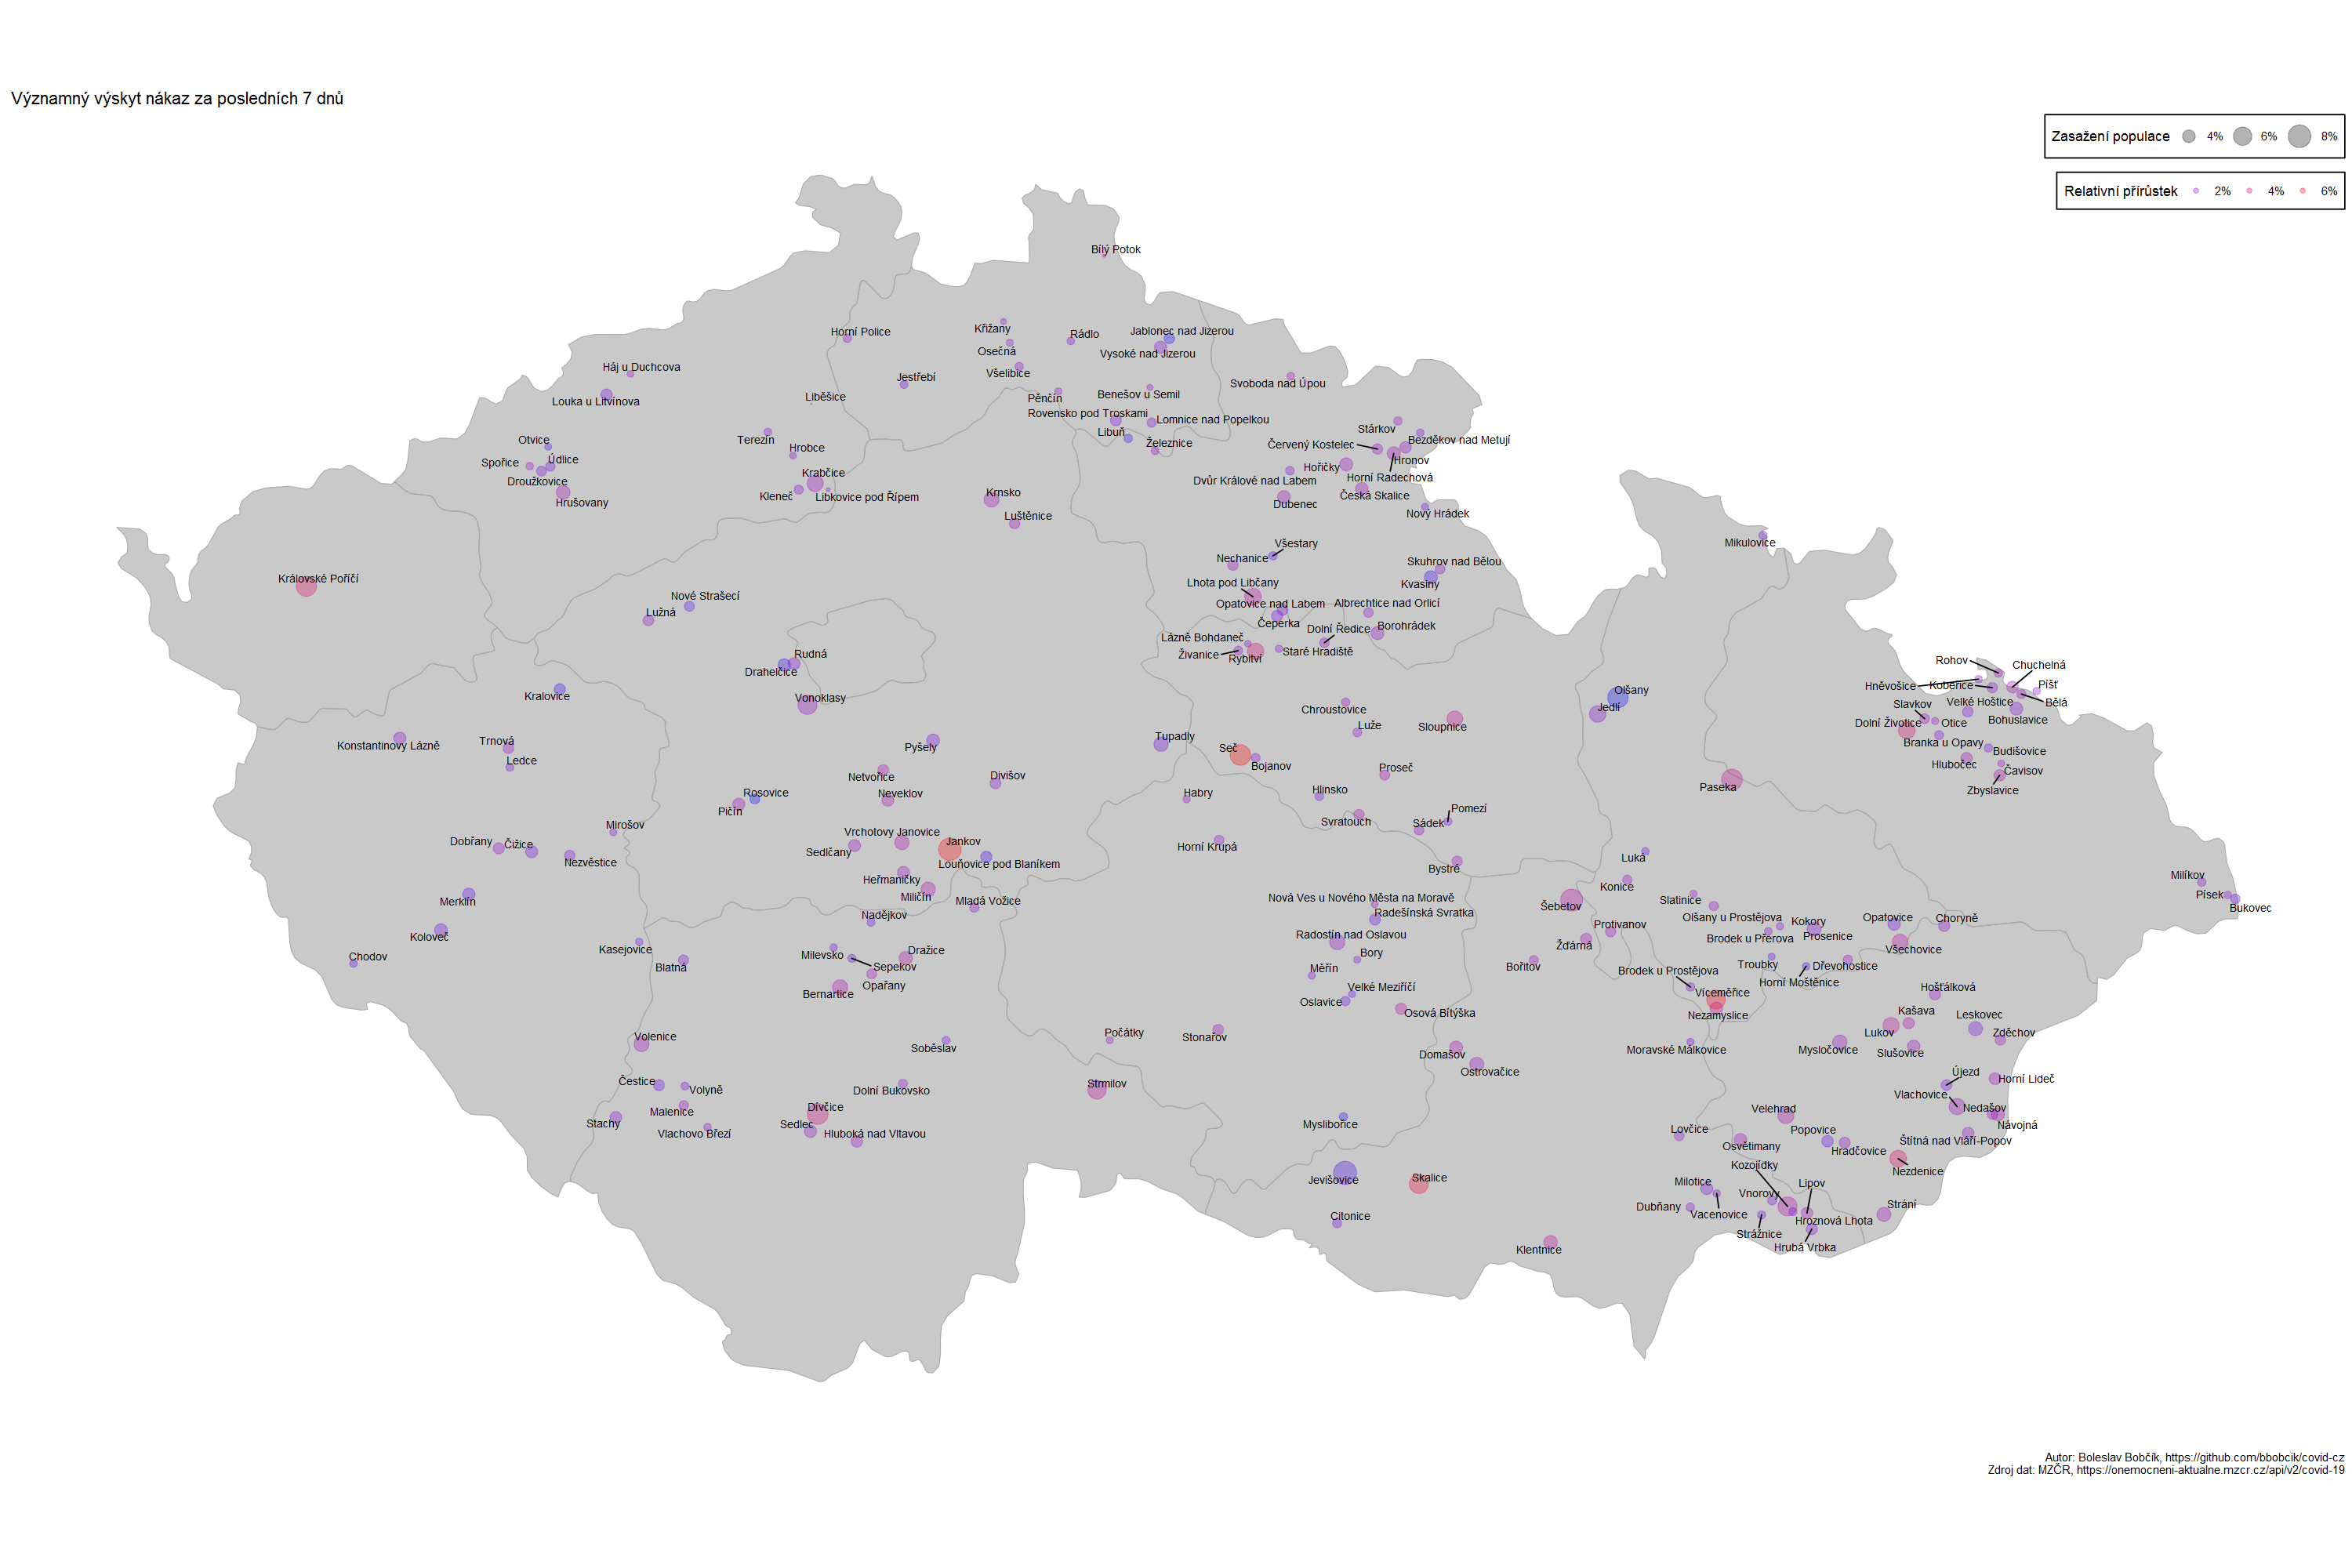 Významný výskyt nákaz za posledních 7 dnů
Zasažení populace 4% 6% 8%
Relativní přírůstek 2% 4% 6%
Bílý Potok
Křižany
Rádlo
Jablonec nad Jizerou
Horní Police
Osečná
Vysoké nad Jizerou
Háj u Duchcova
Všelibice
Jestřebí
Svoboda nad Úpou
Louka u Litvínova
Liběšice
Pěnčín
Benešov u Semil
Rovensko pod Troskami
Lomnice nad Popelkou
Stárkov
Libuň
Železnice
Otvice
Terezín
Hrobce
Červený Kostelec
Bezděkov nad Metují
Spořice
Údlice
Hronov
Droužkovice
Krabčice
Hořičky
Horní Radechová
Hrušovany
Kleneč
Libkovice pod Řípem
Krnsko
Dvůr Králové nad Labem
Česká Skalice
Dubenec
Luštěnice
Nový Hrádek
Všestary
Mikulovice
Nechanice
Skuhrov nad Bělou
Královské Poříčí
Lhota pod Libčany
Kvasiny
Nové Strašecí
Lužná
Opatovice nad Labem
Albrechtice nad Orlicí
Čeperka
Dolní Ředice
Borohrádek
Lázně Bohdaneč
Živanice
Rybitví
Staré Hradiště
Rudná
Drahelčice
Rohov
Chuchelná
Kralovice
Vonoklasy
Olšany
Hněvošice
Kobeřice
Píšť
Jedlí
Slavkov
Velké Hoštice
Bělá
Chroustovice
Luže
Sloupnice
Dolní Životice
Otice
Bohuslavice
Konstantinovy Lázně
Trnová
Pyšely
Tupadly
Seč
Branka u Opavy
Budišovice
Ledce
Bojanov
Hlubočec
Čavisov
Netvořice
Divišov
Proseč
Paseka
Zbyslavice
Rosovice
Neveklov
Habry
Hlinsko
Pičín
Svratouch
Pomezí
Sádek
Mirošov
Vrchotovy Janovice
Jankov
Dobřany
Čižice
Sedlčany
Horní Krupá
Nezvěstice
Louňovice pod Blaníkem
Bystré
Luká
Heřmaničky
Konice
Milíkov
Merklín
Miličín
Mladá Vožice
Nová Ves u Nového Města na Moravě
Šebetov
Slatinice
Písek
Bukovec
Nadějkov
Radešínská Svratka
Olšany u Prostějova
Kokory
Opatovice
Choryně
Koloveč
Radostín nad Oslavou
Protivanov
Brodek u Přerova
Prosenice
Kasejovice
Milevsko
Dražice
Bory
Žďárná
Všechovice
Chodov
Blatná
Sepekov
Měřín
Bořitov
Brodek u Prostějova
Troubky
Dřevohostice
Bernartice
Opařany
Velké Meziříčí
Horní Moštěnice
Oslavice
Osová Bítýška
Víceměřice
Hošťálková
Nezamyslice
Kašava
Leskovec
Volenice
Počátky
Stonařov
Lukov
Zděchov
Soběslav
Domašov
Moravské Málkovice
Mysločovice
Slušovice
Ostrovačice
Újezd
Horní Lideč
Čestice
Volyně
Dolní Bukovsko
Strmilov
Vlachovice
Malenice
Dívčice
Velehrad
Nedašov
Stachy
Vlachovo Březí
Sedlec
Hluboká nad Vltavou
Myslibořice
Lovčice
Popovice
Návojná
Osvětimany
Hradčovice
Štítná nad Vláří-Popov
Kozojídky
Nezdenice
Jevišovice
Skalice
Milotice
Vnorovy
Lipov
Dubňany
Vacenovice
Strání
Citonice
Strážnice
Hroznová Lhota
Klentnice
Hrubá Vrbka
Autor: Boleslav Bobčík, https://github.com/bbobcik/covid-cz
Zdroj dat: MZČR, https://onemocneni-aktualne.mzcr.cz/api/v2/covid-19